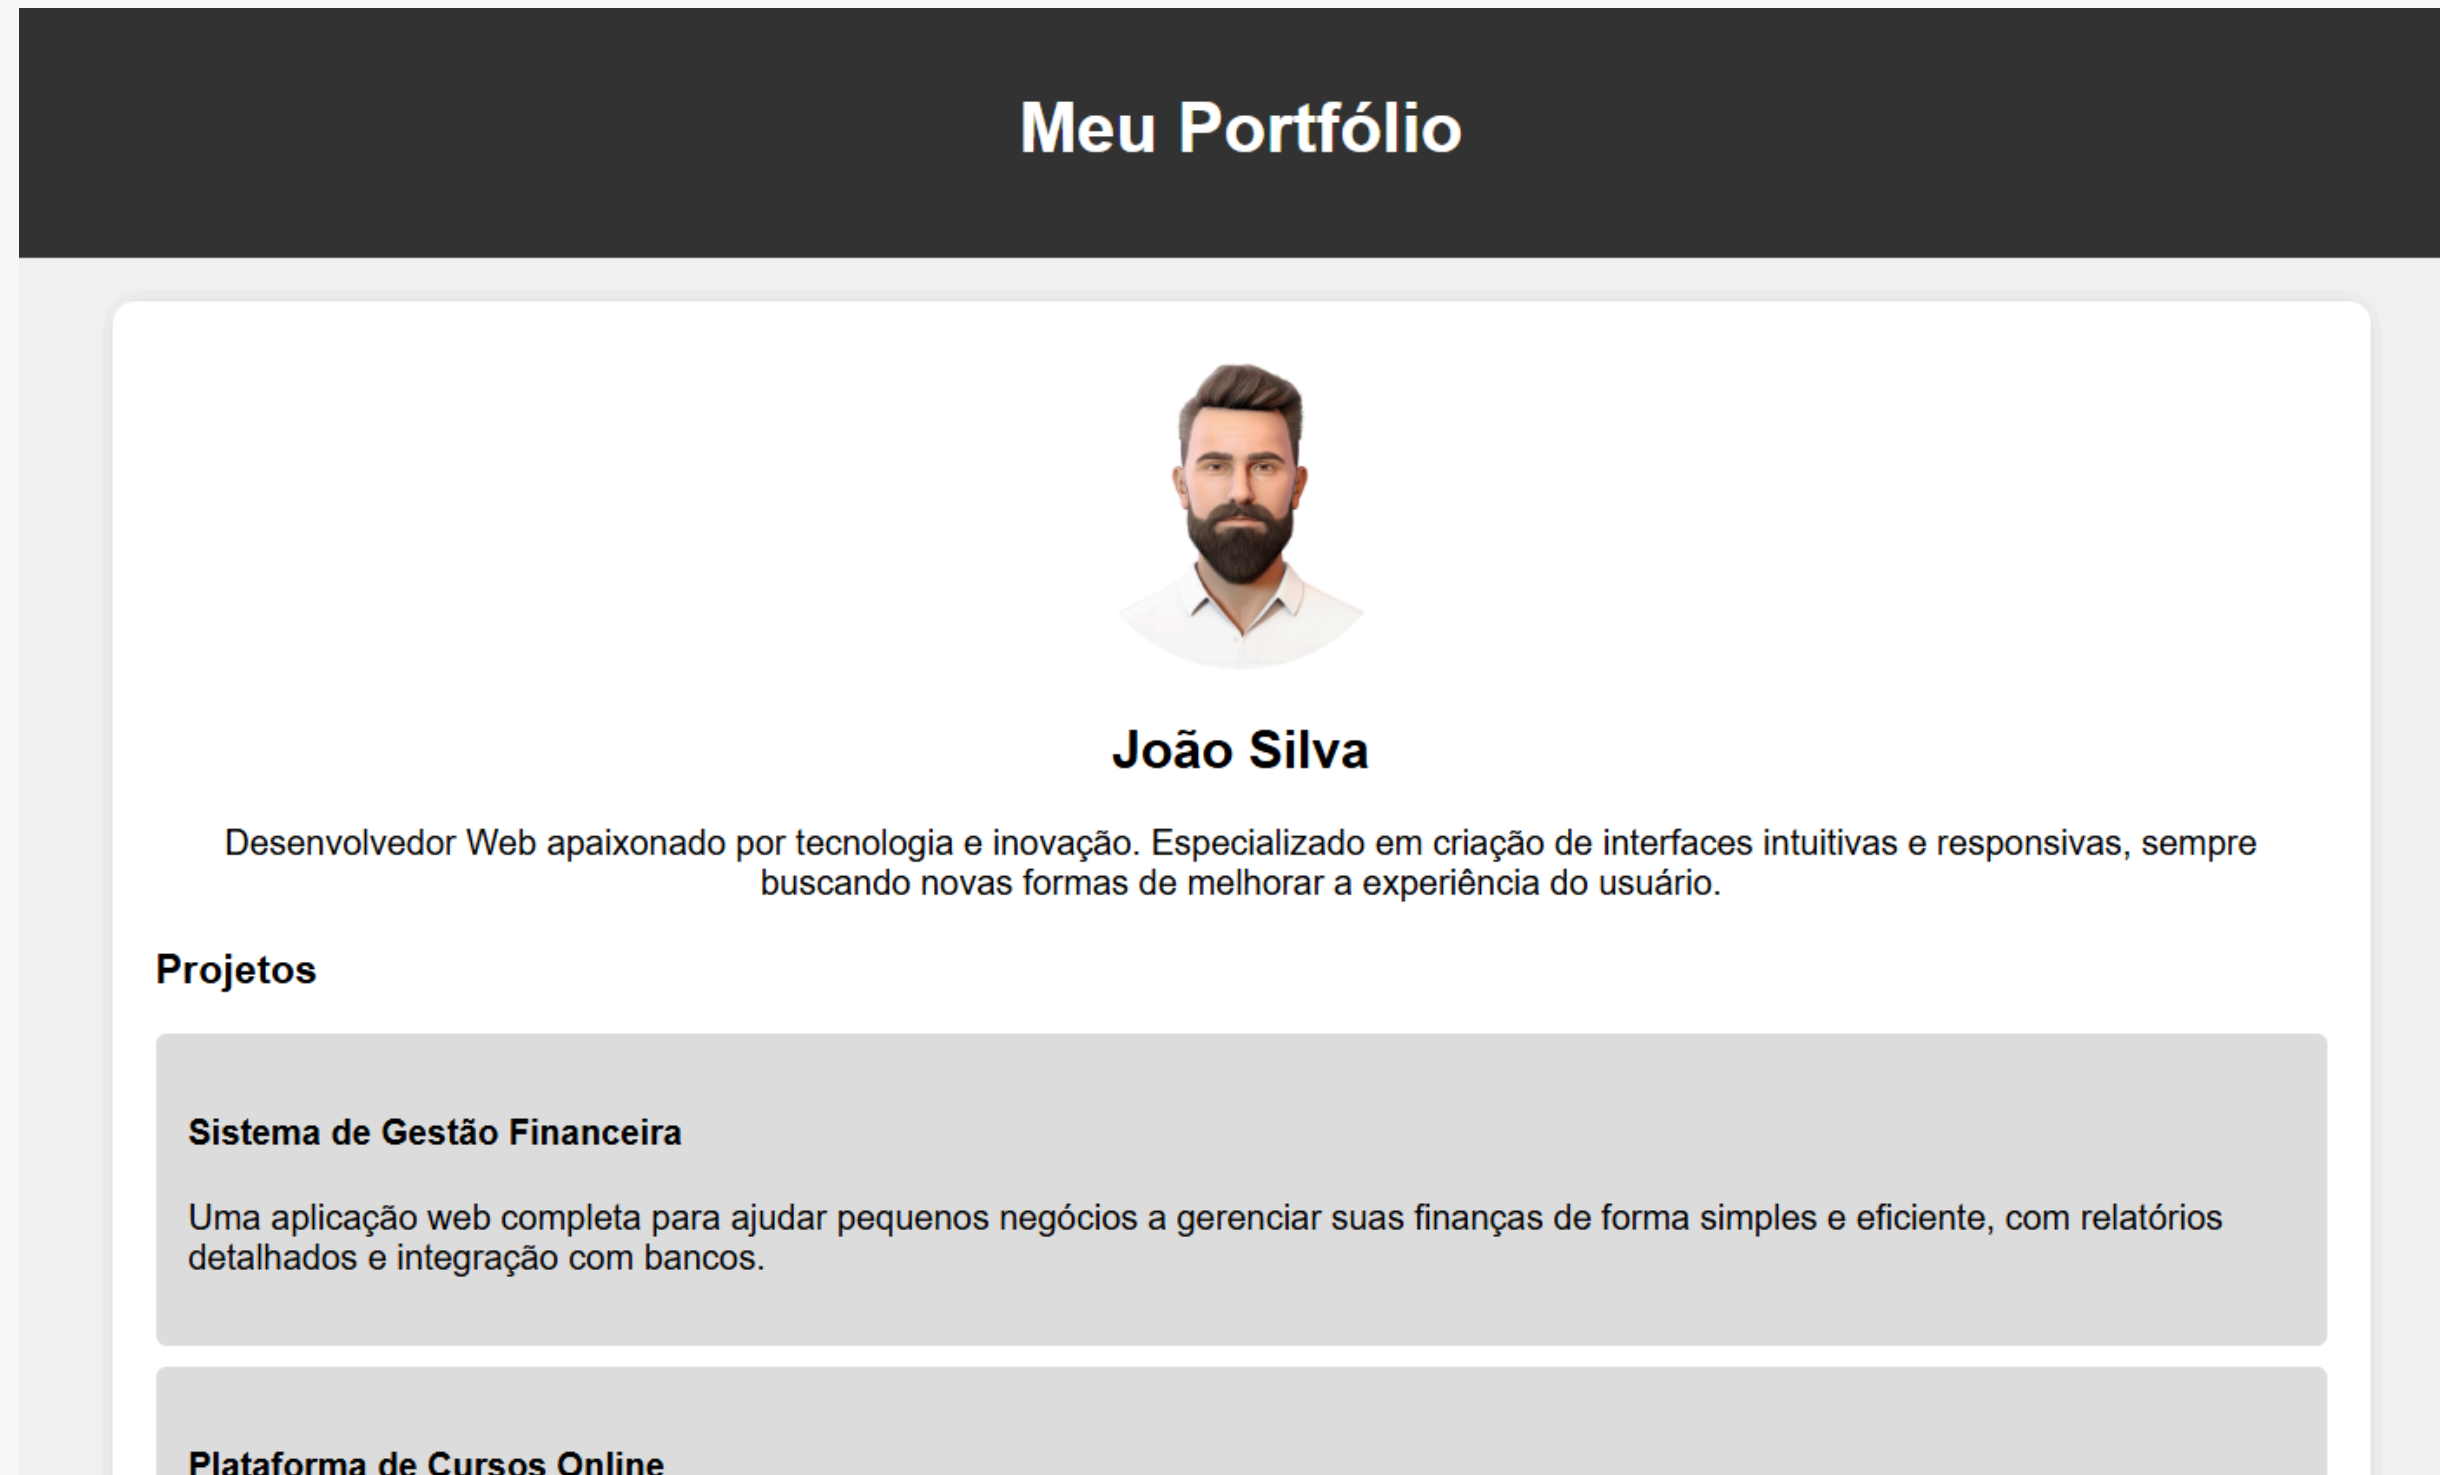 Meu Portfólio
João Silva
Desenvolvedor Web apaixonado por tecnologia e inovação. Especializado em criação de interfaces intuitivas e responsivas, sempre
buscando novas formas de melhorar a experiência do usuário.
Projetos
Sistema de Gestão Financeira
Uma aplicação web completa para ajudar pequenos negócios a gerenciar suas finanças de forma simples e eficiente, com relatórios
detalhados e integração com bancos.
Plataforma de Cursos Online